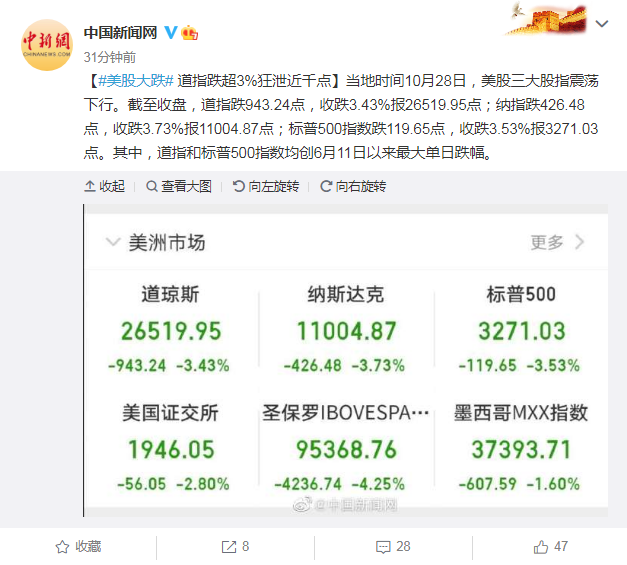 中新網
CHINANEWS.COM
中国新闻网
31分钟前
【#美股大跌# 道指跌超3%狂泄近千点】当地时间10月28日，美股三大股指震荡
下行。截至收盘，道指跌943.24点，收跌3.43%报26519.95点；纳指跌426.48
点，收跌3.73%报11004.87点；标普500指数跌119.65点，收跌3.53%报3271.03
点。其中，道指和标普500指数均创6月11日以来最大单日跌幅。
收起 查看大图 向左旋转 向右旋转
美洲市场 更多
道琼斯 纳斯达克 标普500
26519.95 11004.87 3271.03
-943.24 -3.43% -426.48 -3.73% -119.65 -3.53%
美国证交所 圣保罗IBOVESPA… 墨西哥MXX指数
1946.05 95368.76 37393.71
-56.05 -2.80% -4236.74 -4.25% -607.59 -1.60%
@中国新闻网
收藏 8 28 47